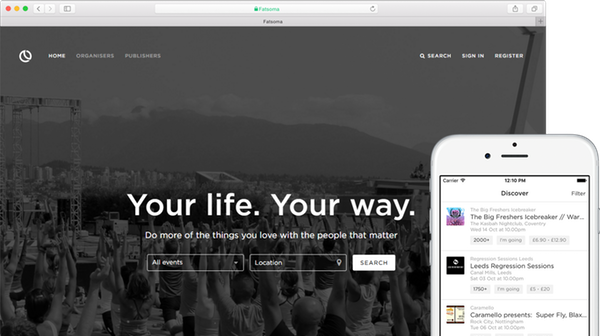 Fatsoma
Fatsoma
HOME ORGANISERS PUBLISHERS SEARCH SIGN IN REGISTER
Your life. Your way.
Do more of the things you love with the people that matter
All events Location SEARCH
Carrier 12:10 PM
Discover Filter
The Big Freshers Icebreaker
The Big Freshers Icebreaker // War...
The Kasbah Nightclub, Coventry
Wed 14 Oct at 10.00pm
2000+ I'm going £6.90 - £12.90
Regression Sessions Leeds
Leeds Regression Sessions
Canal Mills, Leeds
Sat 03 Oct at 10.00pm
1750+ I'm going £5 - £20
Caramello
Caramello presents: Super Fly, Blax...
Rock City, Nottingham
Tue 06 Oct at 10.00pm